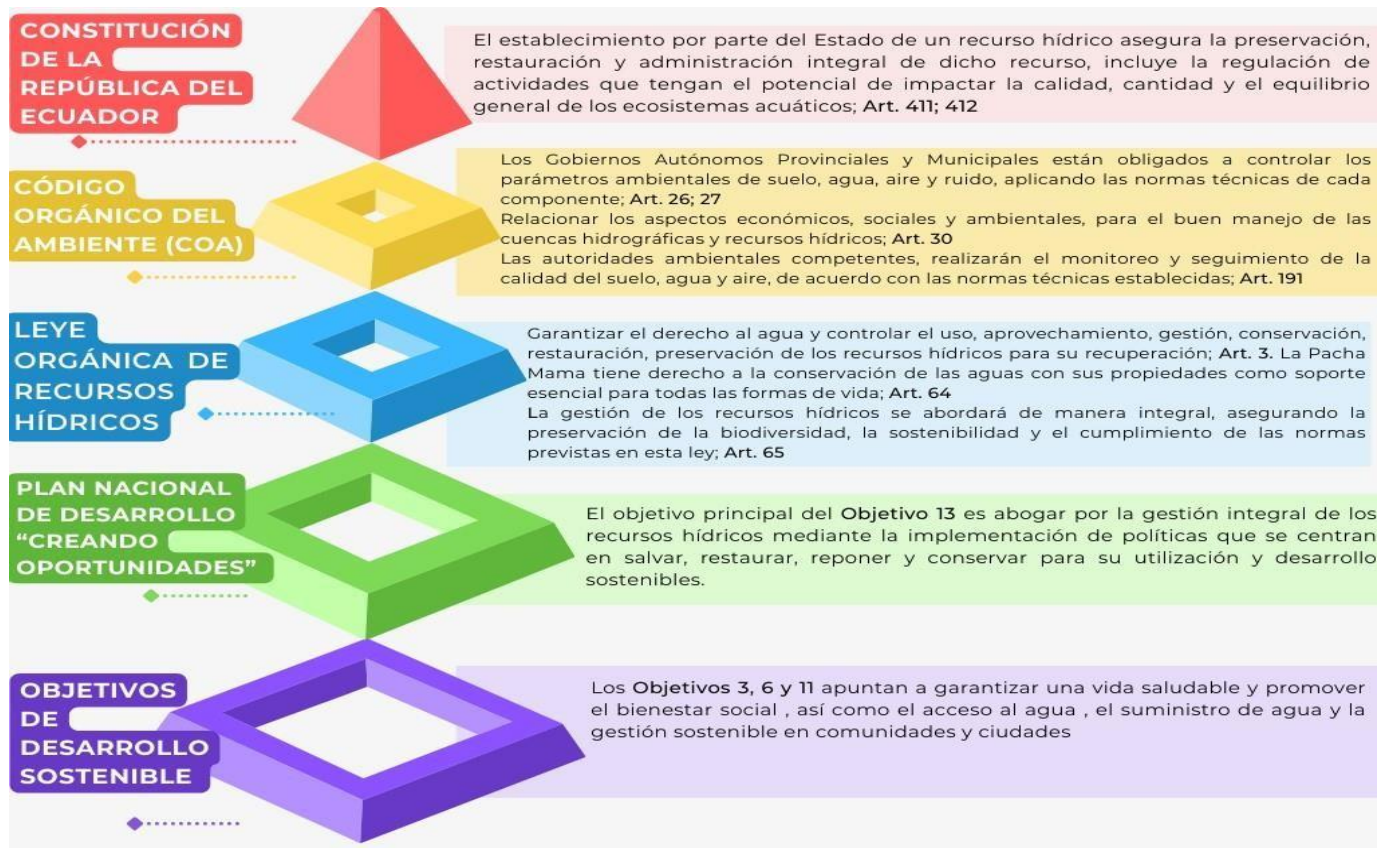 CONSTITUCIÓN
DE LA
REPÚBLICA DEL
ECUADOR
El establecimiento por parte del Estado de un recurso hídrico asegura la preservación,
restauración y administración integral de dicho recurso, incluye la regulación de
actividades que tengan el potencial de impactar la calidad, cantidad y el equilibrio
general de los ecosistemas acuáticos; Art. 411; 412
CÓDIGO
ORGÁNICO DEL
AMBIENTE (COA)
Los Gobiernos Autónomos Provinciales y Municipales están obligados a controlar los
parámetros ambientales de suelo, agua, aire y ruido, aplicando las normas técnicas de cada
componente; Art. 26; 27
Relacionar los aspectos económicos, sociales y ambientales, para el buen manejo de las
cuencas hidrográficas y recursos hídricos; Art. 30
Las autoridades ambientales competentes, realizarán el monitoreo y seguimiento de la
calidad del suelo, agua y aire, de acuerdo con las normas técnicas establecidas; Art. 191
LEYE
ORGÁNICA DE
RECURSOS
HÍDRICOS
Garantizar el derecho al agua y controlar el uso, aprovechamiento, gestión, conservación,
restauración, preservación de los recursos hídricos para su recuperación; Art. 3. La Pacha
Mama tiene derecho a la conservación de las aguas con sus propiedades como soporte
esencial para todas las formas de vida; Art. 64
La gestión de los recursos hídricos se abordará de manera integral, asegurando la
preservación de la biodiversidad, la sostenibilidad y el cumplimiento de las normas
previstas en esta ley; Art. 65
PLAN NACIONAL
DE DESARROLLO
“CREANDO
OPORTUNIDADES”
El objetivo principal del Objetivo 13 es abogar por la gestión integral de los
recursos hídricos mediante la implementación de políticas que se centran
en salvar, restaurar, reponer y conservar para su utilización y desarrollo
sostenibles.
OBJETIVOS
DE
DESARROLLO
SOSTENIBLE
Los Objetivos 3, 6 y 11 apuntan a garantizar una vida saludable y promover
el bienestar social , así como el acceso al agua , el suministro de agua y la
gestión sostenible en comunidades y ciudades